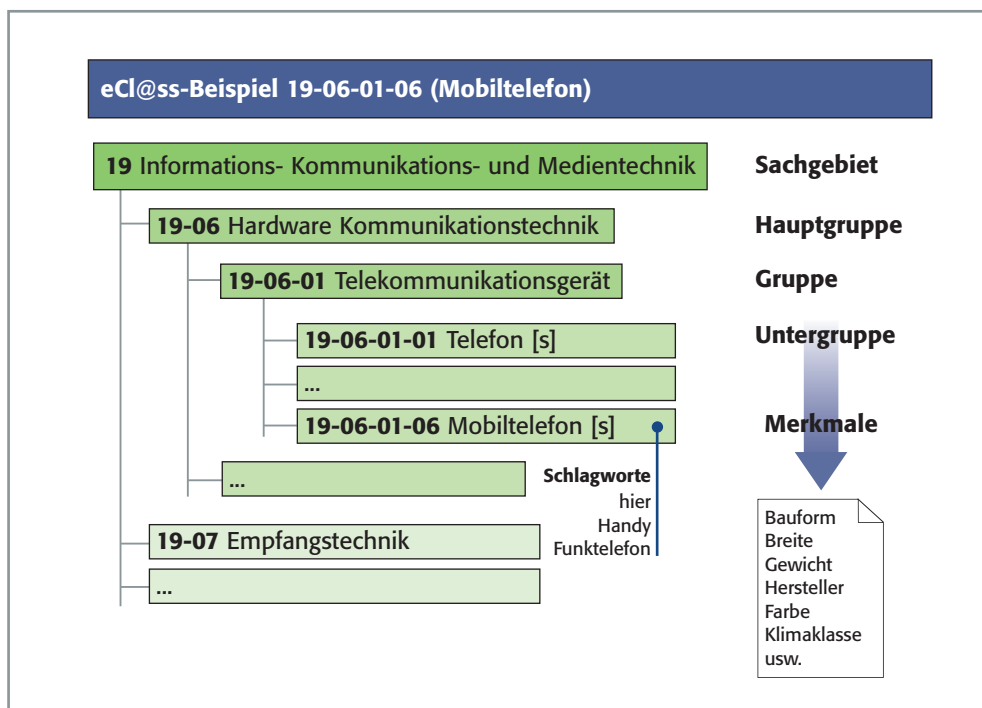 eCl@ss-Beispiel 19-06-01-06 (Mobiltelefon)
19 Informations- Kommunikations- und Medientechnik
Sachgebiet
19-06 Hardware Kommunikationstechnik
Hauptgruppe
19-06-01 Telekommunikationsgerät
Gruppe
19-06-01-01 Telefon [s]
Untergruppe
...
19-06-01-06 Mobiltelefon [s]
Merkmale
...
Schlagworte
hier
Handy
Funktelefon
19-07 Empfangstechnik
...
Bauform
Breite
Gewicht
Hersteller
Farbe
Klimaklasse
usw.